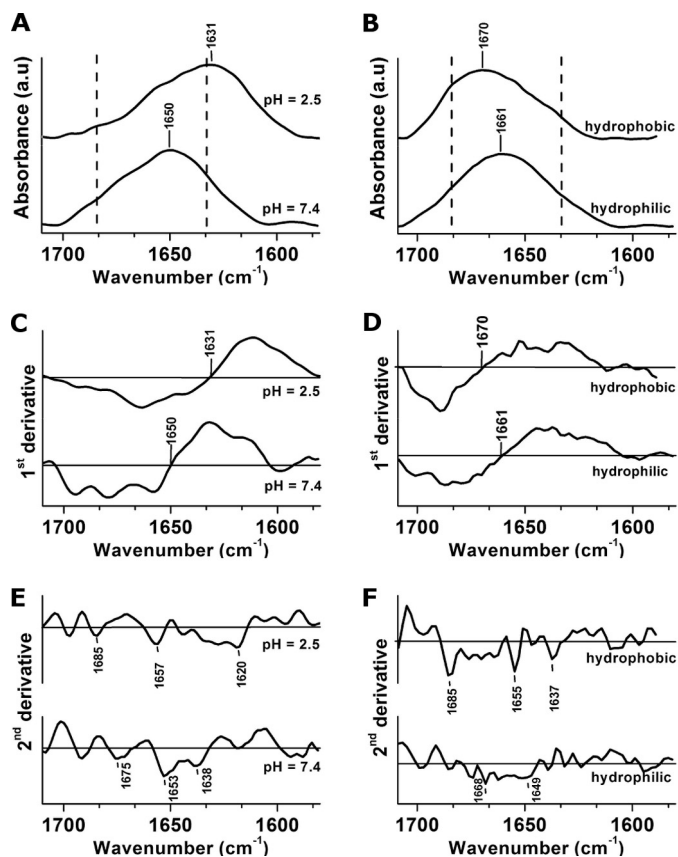 A
Absorbance (a.u)
1631
pH = 2.5
1650
pH = 7.4
1700 1650 1600
Wavenumber (cm⁻¹)
B
Absorbance (a.u)
1670
hydrophobic
1661
hydrophilic
1700 1650 1600
Wavenumber (cm⁻¹)
C
1st derivative
1631
pH = 2.5
1650
pH = 7.4
1700 1650 1600
Wavenumber (cm⁻¹)
D
1st derivative
1670
hydrophobic
1661
hydrophilic
1700 1650 1600
Wavenumber (cm⁻¹)
E
2nd derivative
pH = 2.5
1685 1657 1620
pH = 7.4
1675 1653 1638
1700 1650 1600
Wavenumber (cm⁻¹)
F
2nd derivative
hydrophobic
1685 1655 1637
hydrophilic
1668 1649
1700 1650 1600
Wavenumber (cm⁻¹)